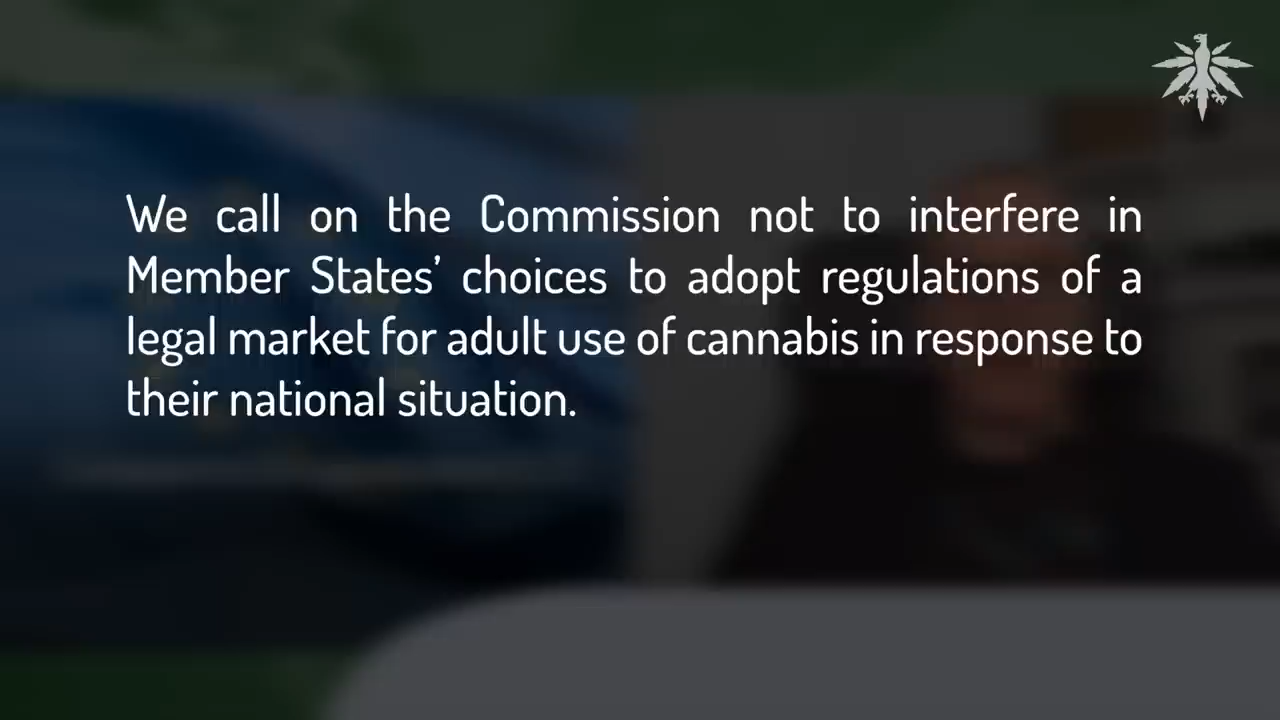 We call on the Commission not to interfere in
Member States’ choices to adopt regulations of a
legal market for adult use of cannabis in response to
their national situation.